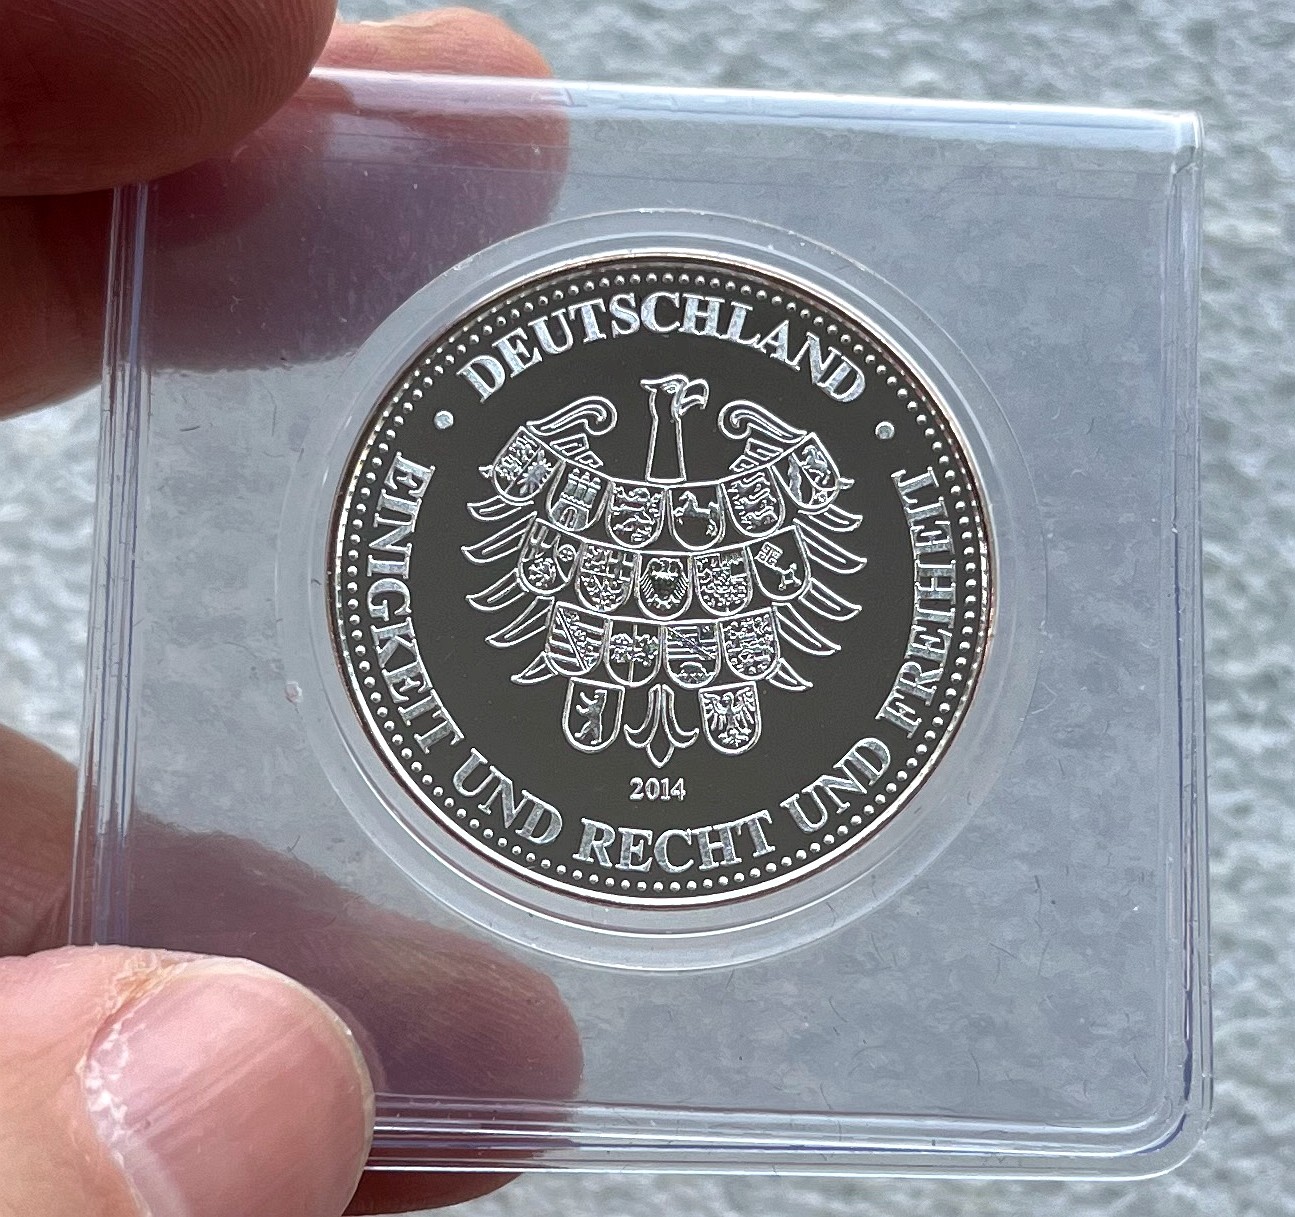 DEUTSCHLAND
EINIGKEIT UND RECHT UND FREIHEIT
2014